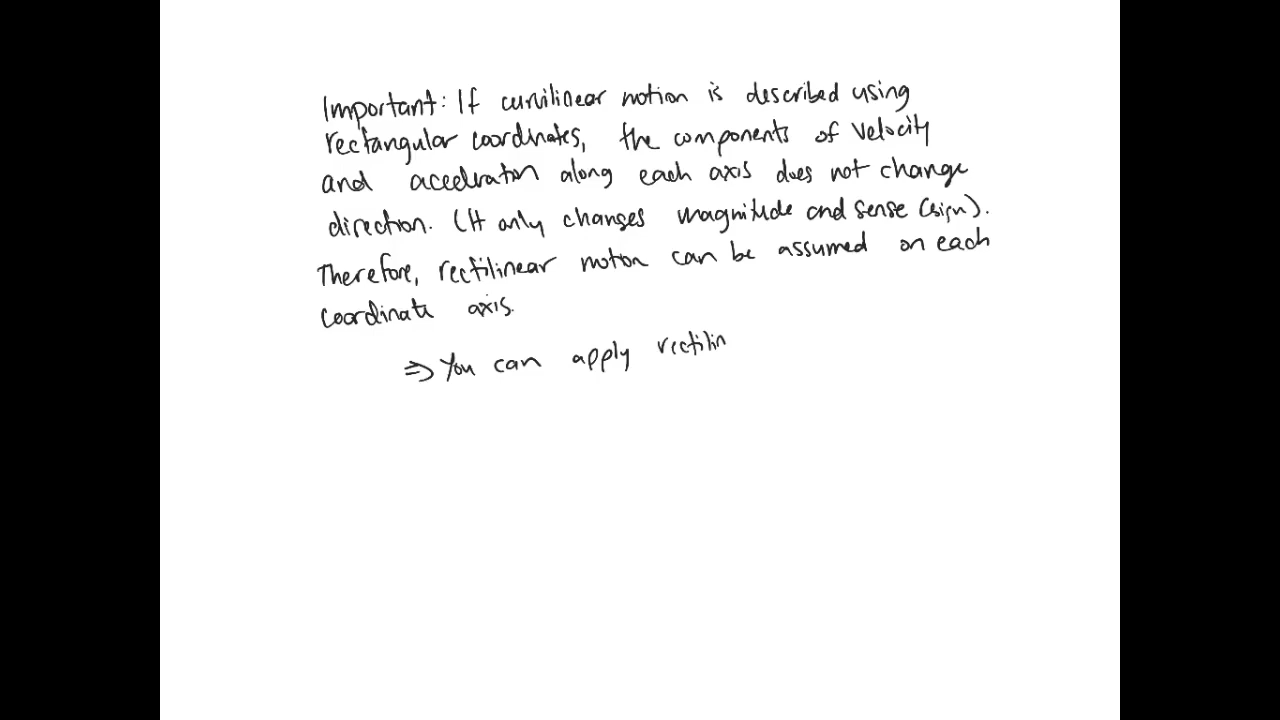 Important: If curvilinear motion is described using
rectangular coordinates, the components of velocity
and acceleration along each axis does not change
direction. (It only changes magnitude and sense (sign).
Therefore, rectilinear motion can be assumed on each
coordinate axis.
⇒ You can apply rectilin